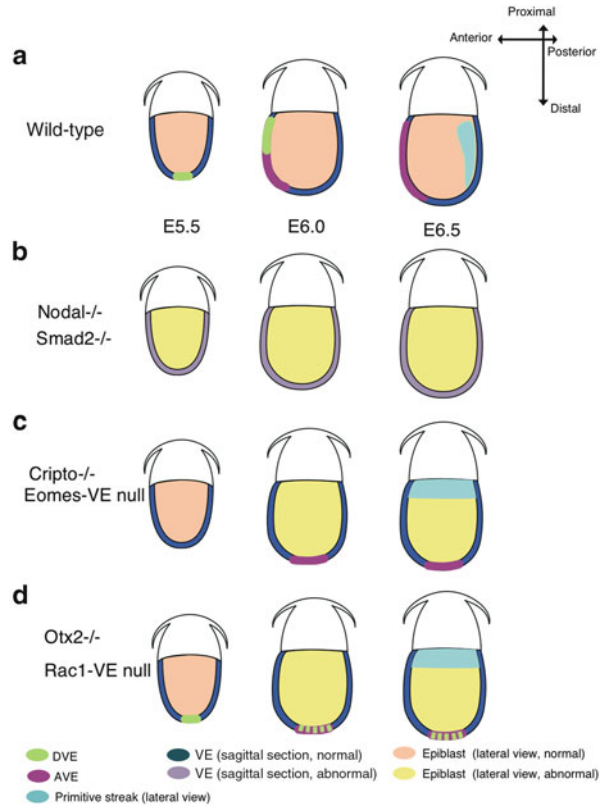 Proximal
Anterior
Posterior
Distal
a
Wild-type
E5.5
E6.0
E6.5
b
Nodal-/-
Smad2-/-
c
Cripto-/-
Eomes-VE null
d
Otx2-/-
Rac1-VE null
DVE
VE (sagittal section, normal)
Epiblast (lateral view, normal)
AVE
VE (sagittal section, abnormal)
Epiblast (lateral view, abnormal)
Primitive streak (lateral view)